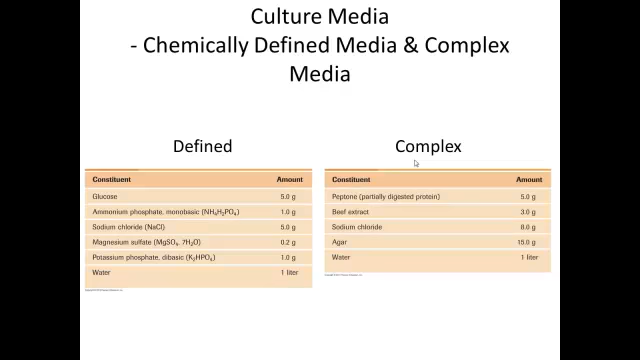 Culture Media
- Chemically Defined Media & Complex
Media
Defined
Constituent Amount
Glucose 5.0 g
Ammonium phosphate, monobasic (NH₄H₂PO₄) 1.0 g
Sodium chloride (NaCl) 5.0 g
Magnesium sulfate (MgSO₄, 7H₂O) 0.2 g
Potassium phosphate, dibasic (K₂HPO₄) 1.0 g
Water 1 liter
Complex
Constituent Amount
Peptone (partially digested protein) 5.0 g
Beef extract 3.0 g
Sodium chloride 8.0 g
Agar 15.0 g
Water 1 liter